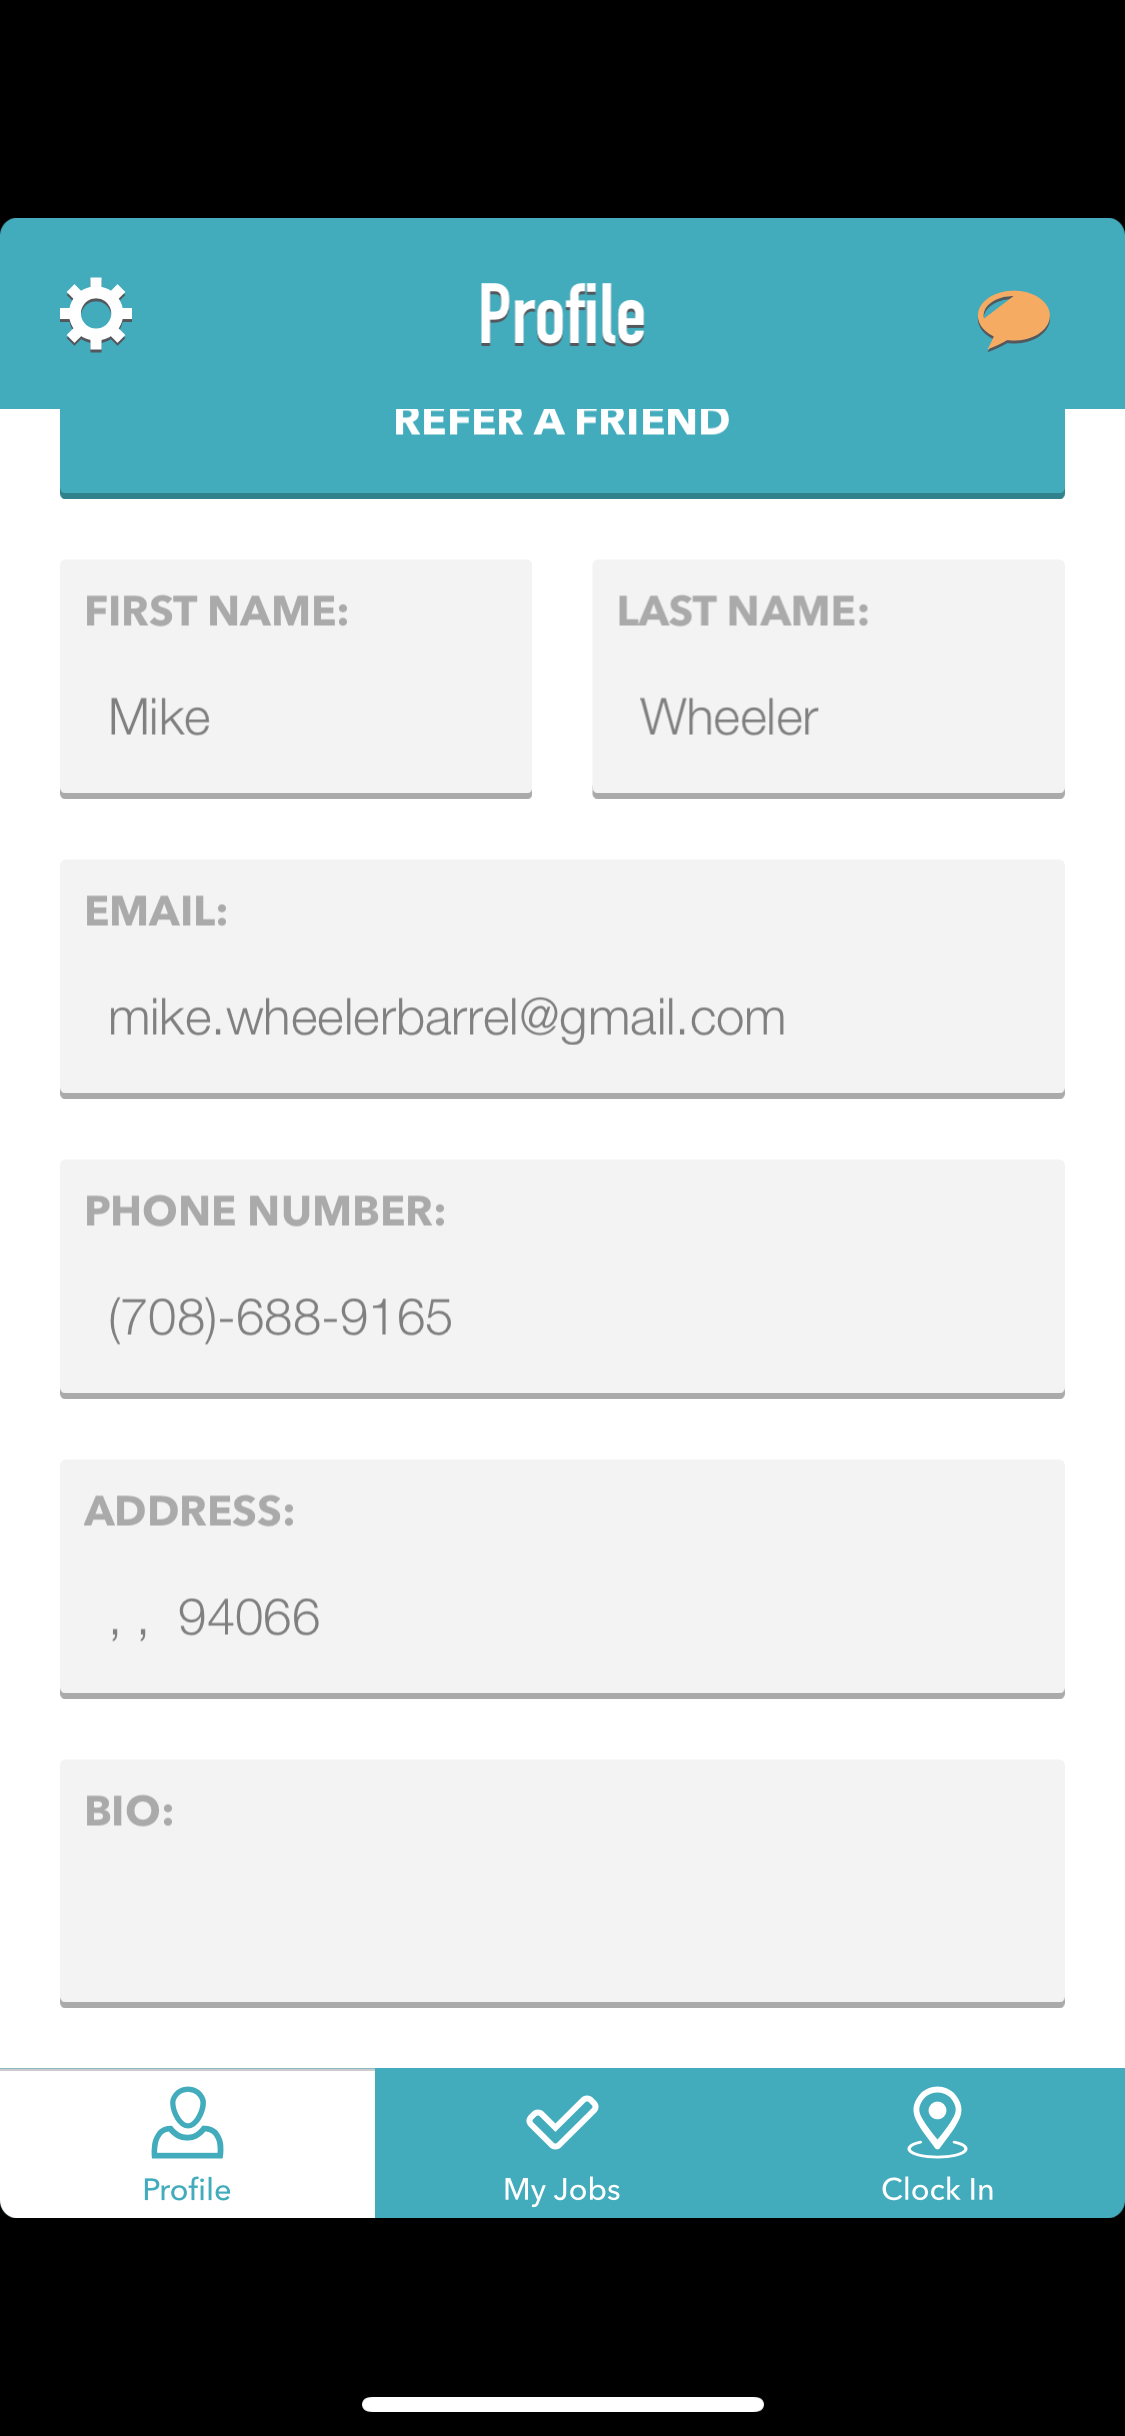 Profile
REFER A FRIEND
FIRST NAME:
Mike
LAST NAME:
Wheeler
EMAIL:
mike.wheelerbarrel@gmail.com
PHONE NUMBER:
(708)-688-9165
ADDRESS:
, , 94066
BIO:
Profile
My Jobs
Clock In